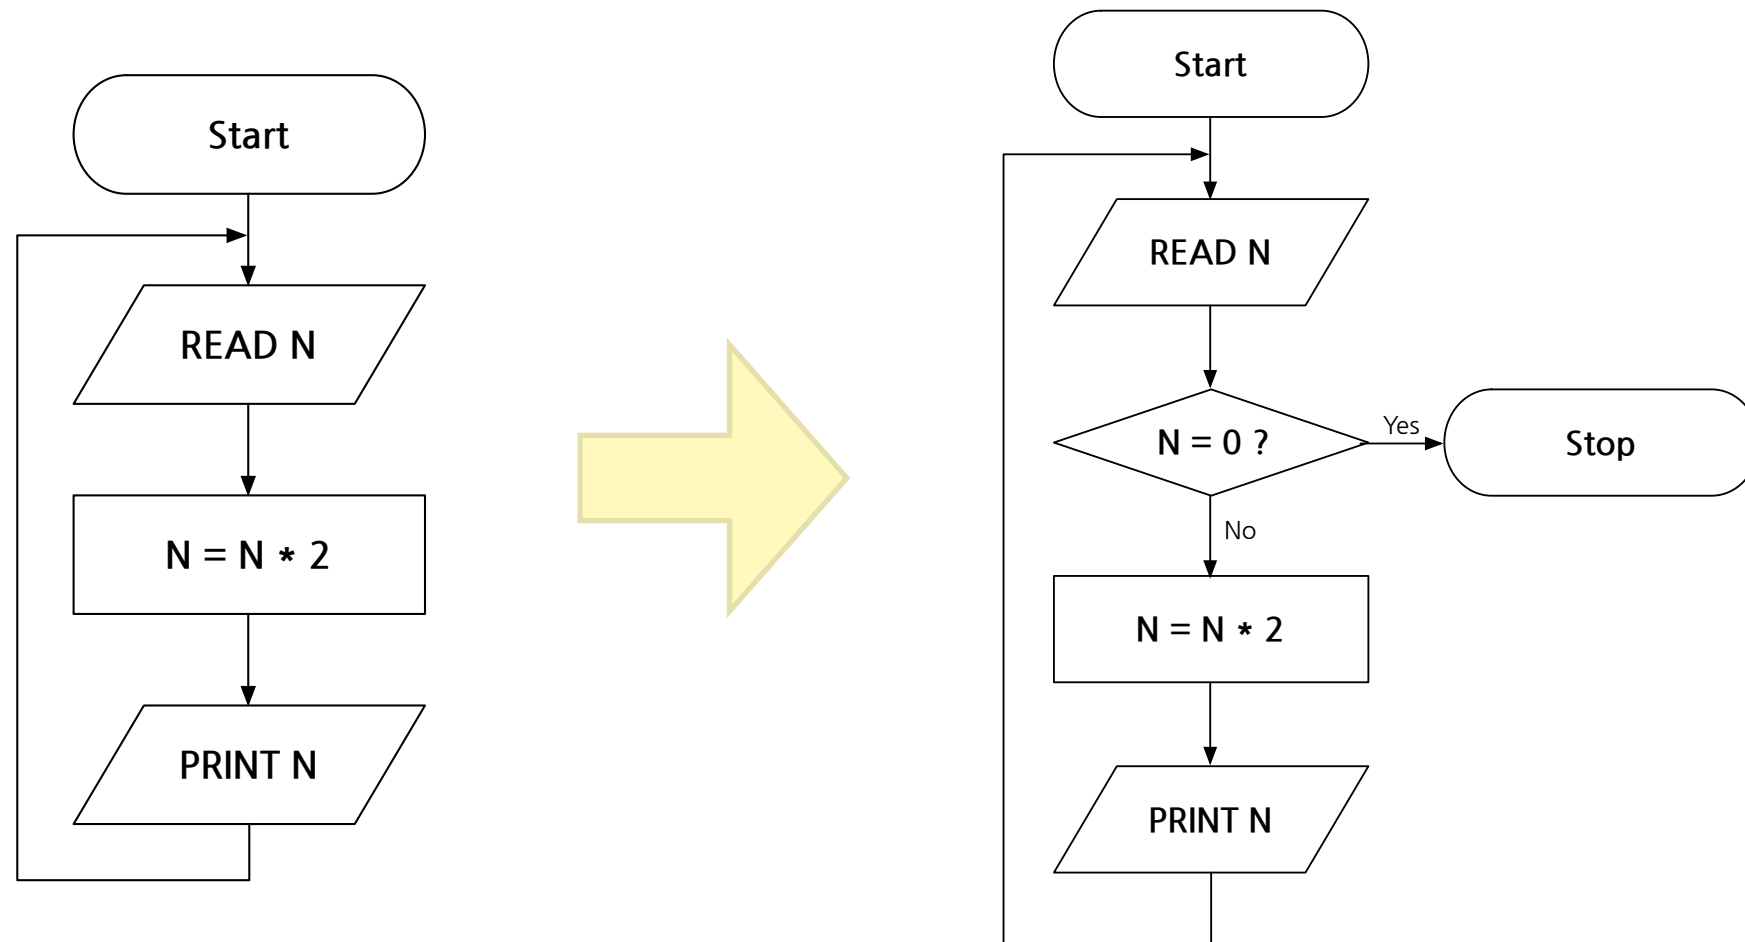 Start
READ N
N = N * 2
PRINT N
Start
READ N
N = 0 ?
Yes
Stop
No
N = N * 2
PRINT N